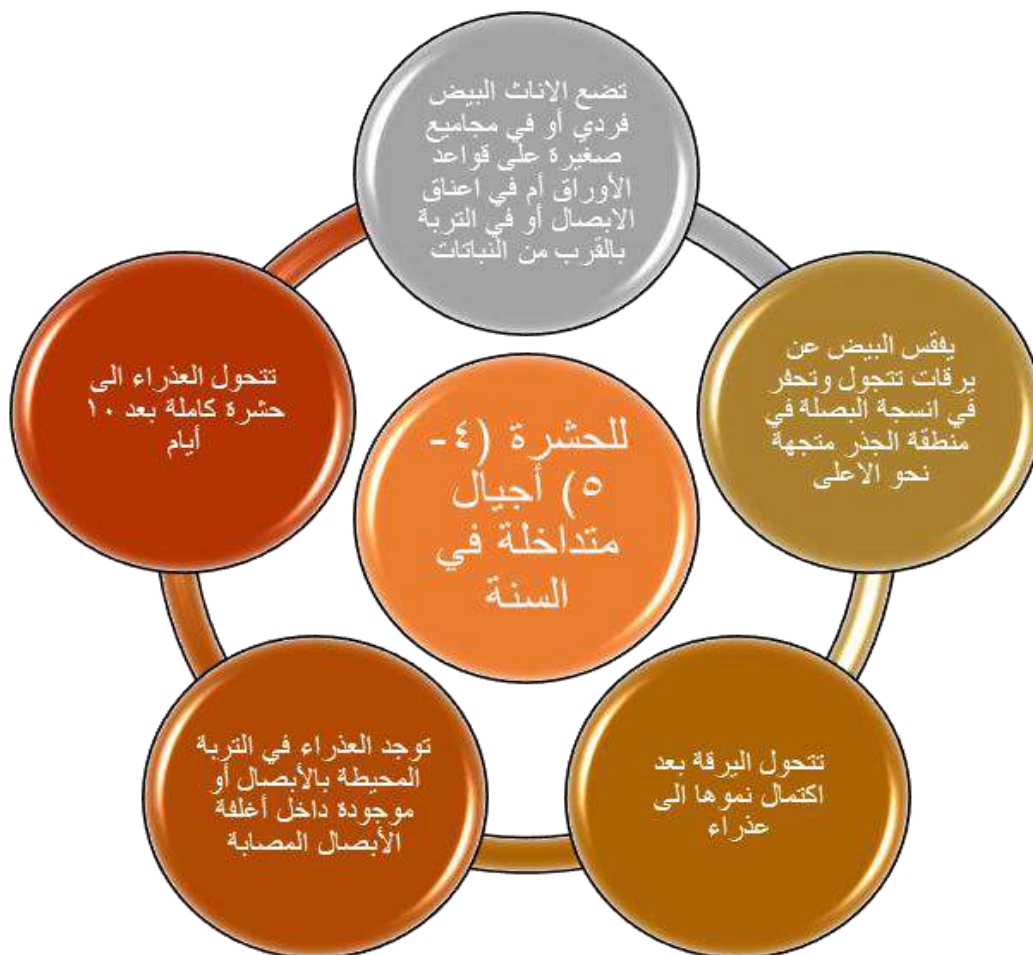 تضع الاناث البيض
فردي أو في مجاميع
صغيرة على قواعد
الأوراق أم في اعناق
الابصال أو في التربة
بالقرب من النباتات
يفقس البيض عن
يرقات تتجول وتحفر
في انسجة البصلة في
منطقة الجذر متجهة
نحو الاعلى
تتحول اليرقة بعد
اكتمال نموها الى
عذراء
توجد العذراء في التربة
المحيطة بالأبصال أو
موجودة داخل أغلفة
الأبصال المصابة
تتحول العذراء الى
حشرة كاملة بعد ١٠
أيام
للحشرة (٤-
٥) أجيال
متداخلة في
السنة